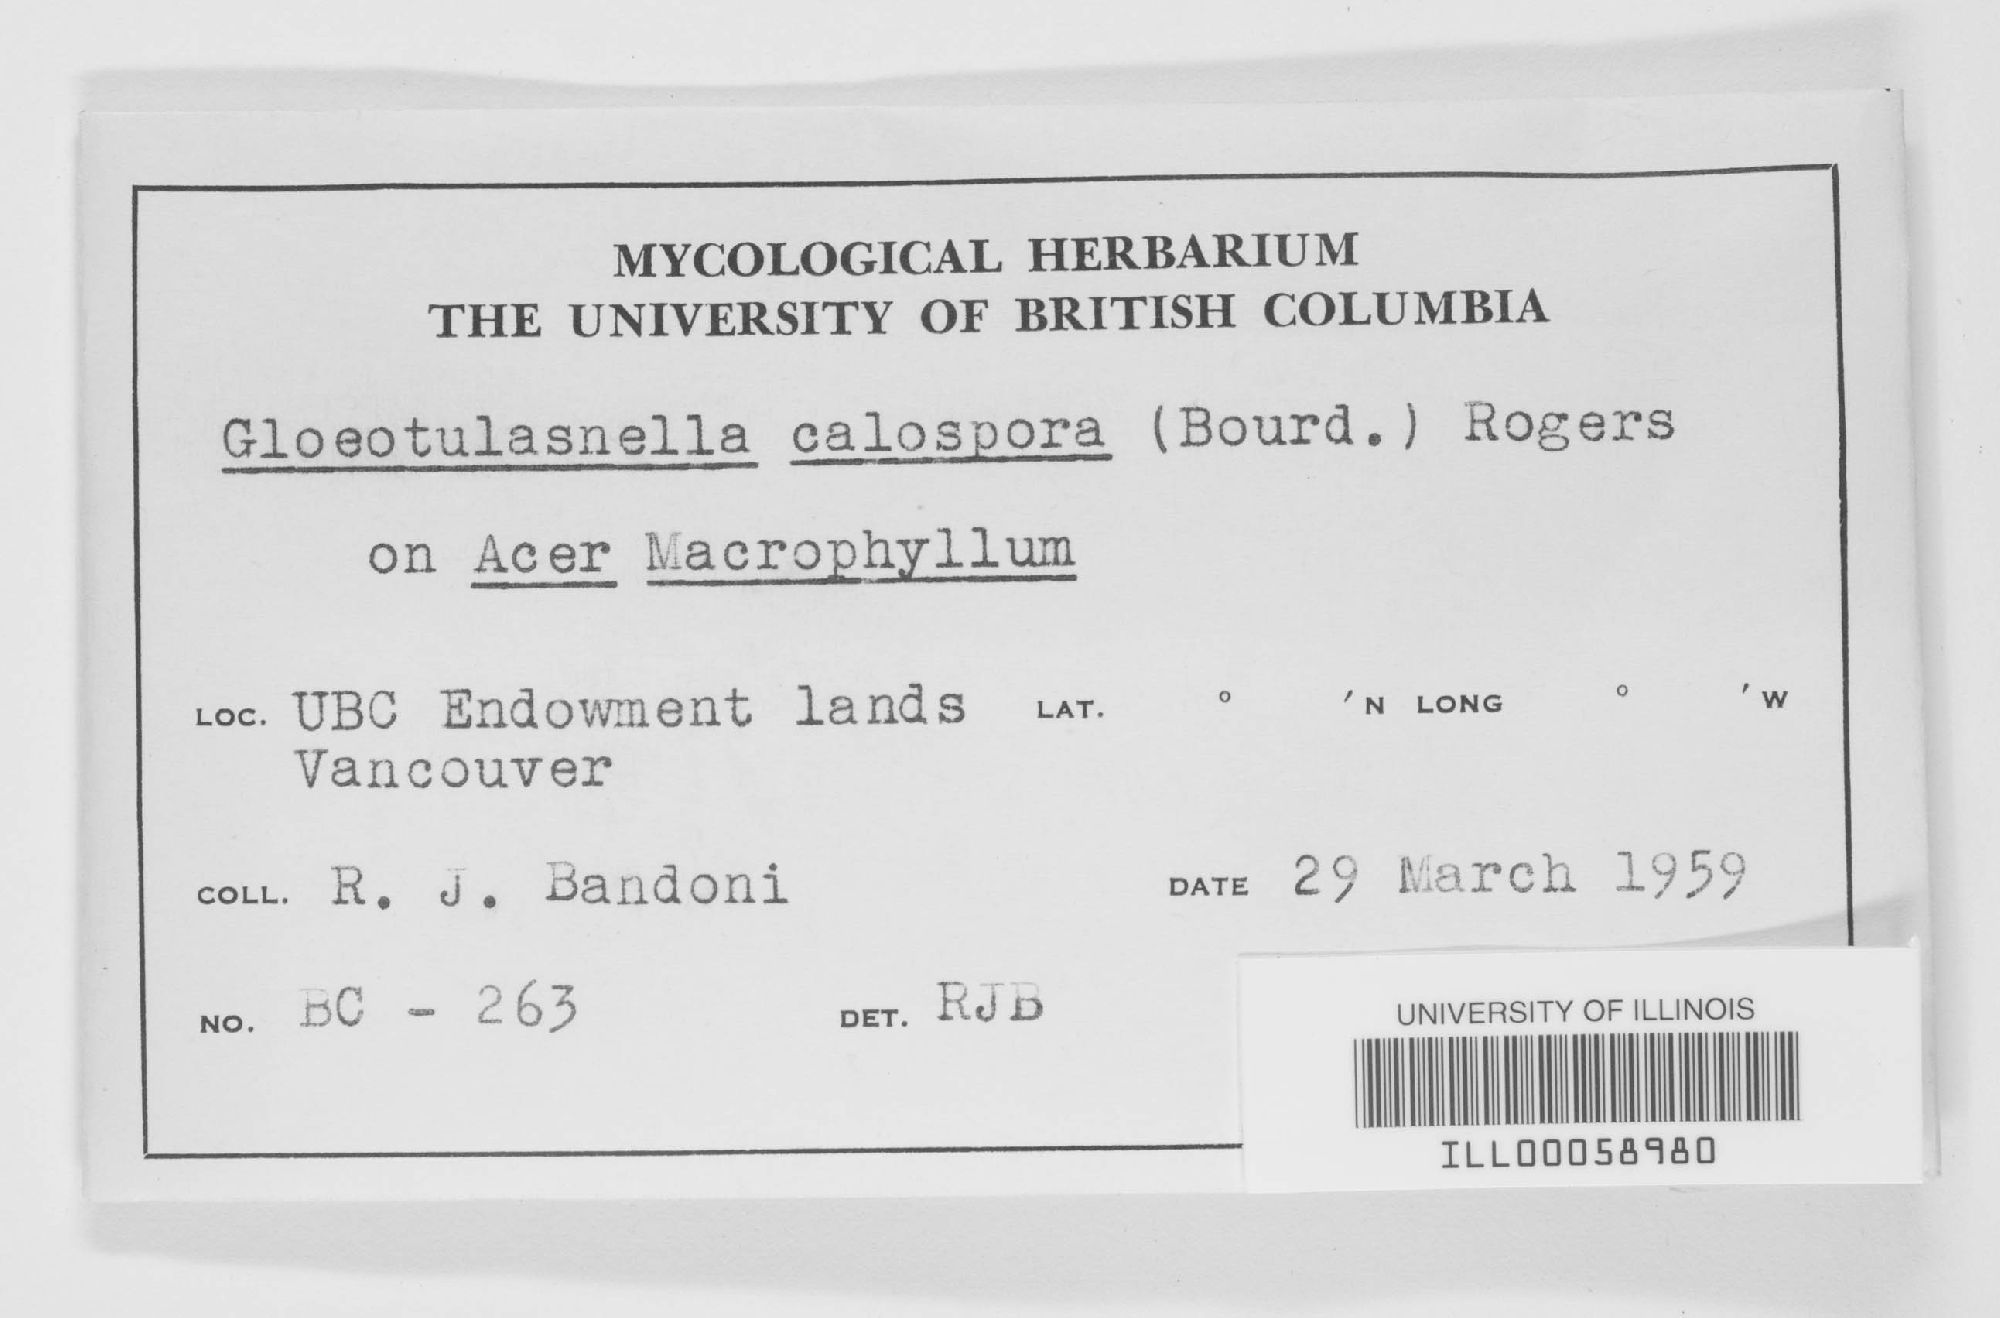 MYCOLOGICAL HERBARIUM
THE UNIVERSITY OF BRITISH COLUMBIA
Gloeotulasnella calospora (Bourd.) Rogers
on Acer Macrophyllum
LOC. UBC Endowment lands LAT. ° ′N LONG ° ′W
Vancouver
COLL. R. J. Bandoni DATE 29 March 1959
NO. BC - 263 DET. RJB
UNIVERSITY OF ILLINOIS
ILL00058980